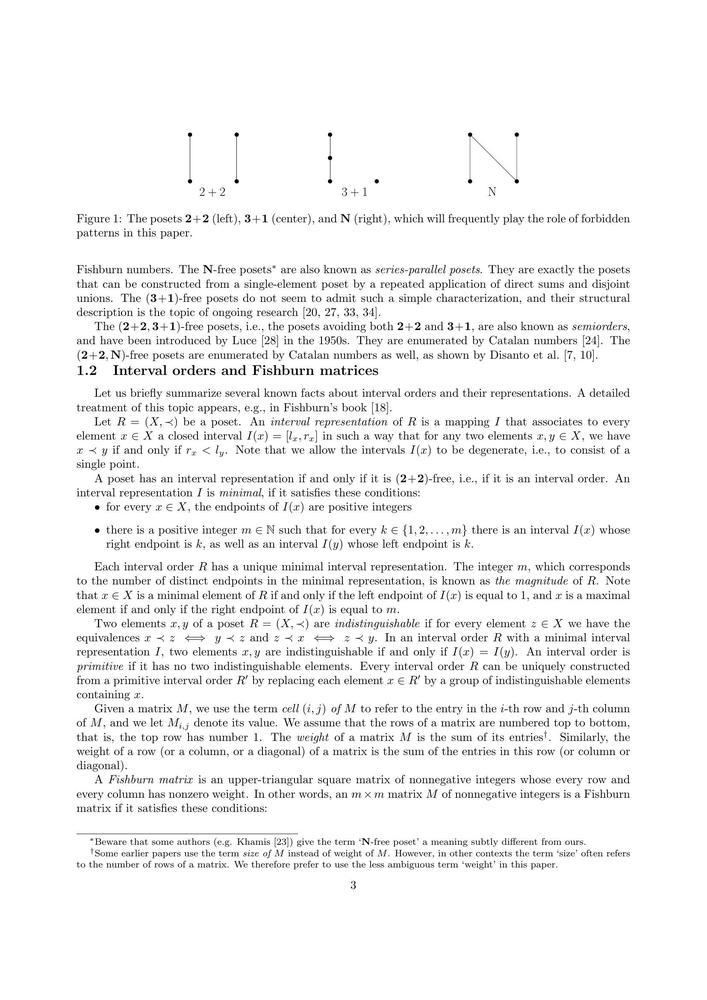 2 + 2
3 + 1
N
Figure 1: The posets 2+2 (left), 3+1 (center), and N (right), which will frequently play the role of forbidden
patterns in this paper.
Fishburn numbers. The N-free posets* are also known as series-parallel posets. They are exactly the posets
that can be constructed from a single-element poset by a repeated application of direct sums and disjoint
unions. The (3+1)-free posets do not seem to admit such a simple characterization, and their structural
description is the topic of ongoing research [20, 27, 33, 34].
The (2+2, 3+1)-free posets, i.e., the posets avoiding both 2+2 and 3+1, are also known as semiorders,
and have been introduced by Luce [28] in the 1950s. They are enumerated by Catalan numbers [24]. The
(2+2, N)-free posets are enumerated by Catalan numbers as well, as shown by Disanto et al. [7, 10].
1.2 Interval orders and Fishburn matrices
Let us briefly summarize several known facts about interval orders and their representations. A detailed
treatment of this topic appears, e.g., in Fishburn's book [18].
Let R = (X, ≺) be a poset. An interval representation of R is a mapping I that associates to every
element x ∈ X a closed interval I(x) = [lₓ, rₓ] in such a way that for any two elements x, y ∈ X, we have
x ≺ y if and only if rₓ < l_y. Note that we allow the intervals I(x) to be degenerate, i.e., to consist of a
single point.
A poset has an interval representation if and only if it is (2+2)-free, i.e., if it is an interval order. An
interval representation I is minimal, if it satisfies these conditions:
• for every x ∈ X, the endpoints of I(x) are positive integers
• there is a positive integer m ∈ ℕ such that for every k ∈ {1, 2, . . . , m} there is an interval I(x) whose
right endpoint is k, as well as an interval I(y) whose left endpoint is k.
Each interval order R has a unique minimal interval representation. The integer m, which corresponds
to the number of distinct endpoints in the minimal representation, is known as the magnitude of R. Note
that x ∈ X is a minimal element of R if and only if the left endpoint of I(x) is equal to 1, and x is a maximal
element if and only if the right endpoint of I(x) is equal to m.
Two elements x, y of a poset R = (X, ≺) are indistinguishable if for every element z ∈ X we have the
equivalences x ≺ z ⟺ y ≺ z and z ≺ x ⟺ z ≺ y. In an interval order R with a minimal interval
representation I, two elements x, y are indistinguishable if and only if I(x) = I(y). An interval order is
primitive if it has no two indistinguishable elements. Every interval order R can be uniquely constructed
from a primitive interval order R′ by replacing each element x ∈ R′ by a group of indistinguishable elements
containing x.
Given a matrix M, we use the term cell (i, j) of M to refer to the entry in the i-th row and j-th column
of M, and we let M_{i,j} denote its value. We assume that the rows of a matrix are numbered top to bottom,
that is, the top row has number 1. The weight of a matrix M is the sum of its entries†. Similarly, the
weight of a row (or a column, or a diagonal) of a matrix is the sum of the entries in this row (or column or
diagonal).
A Fishburn matrix is an upper-triangular square matrix of nonnegative integers whose every row and
every column has nonzero weight. In other words, an m×m matrix M of nonnegative integers is a Fishburn
matrix if it satisfies these conditions:
*Beware that some authors (e.g. Khamis [23]) give the term 'N-free poset' a meaning subtly different from ours.
†Some earlier papers use the term size of M instead of weight of M. However, in other contexts the term 'size' often refers
to the number of rows of a matrix. We therefore prefer to use the less ambiguous term 'weight' in this paper.
3